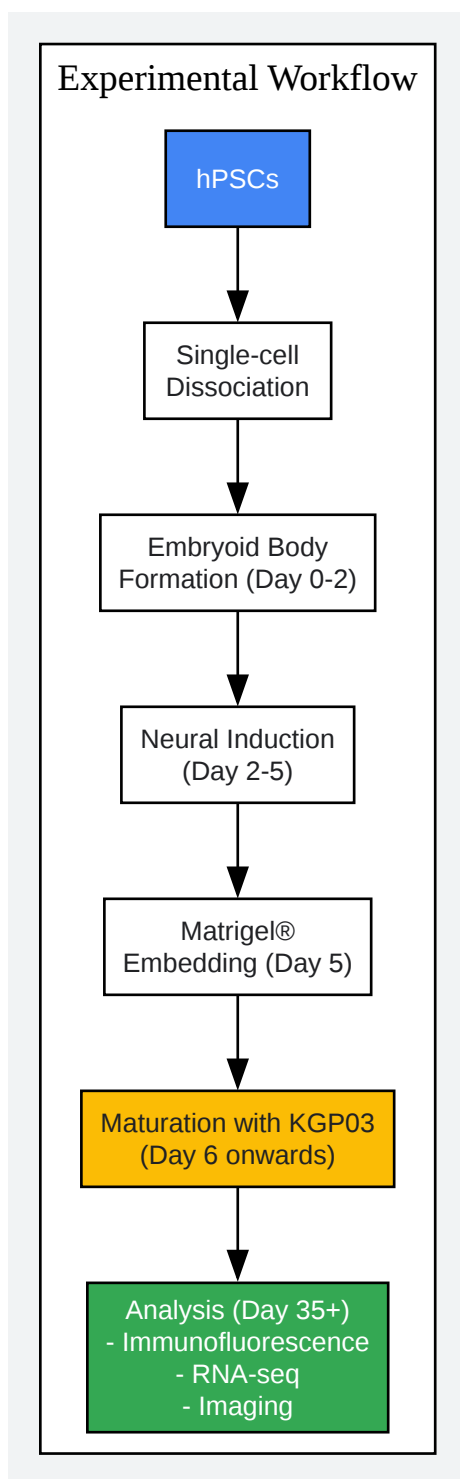 Experimental Workflow
hPSCs
Single-cell
Dissociation
Embryoid Body
Formation (Day 0-2)
Neural Induction
(Day 2-5)
Matrigel®
Embedding (Day 5)
Maturation with KGP03
(Day 6 onwards)
Analysis (Day 35+)
- Immunofluorescence
- RNA-seq
- Imaging